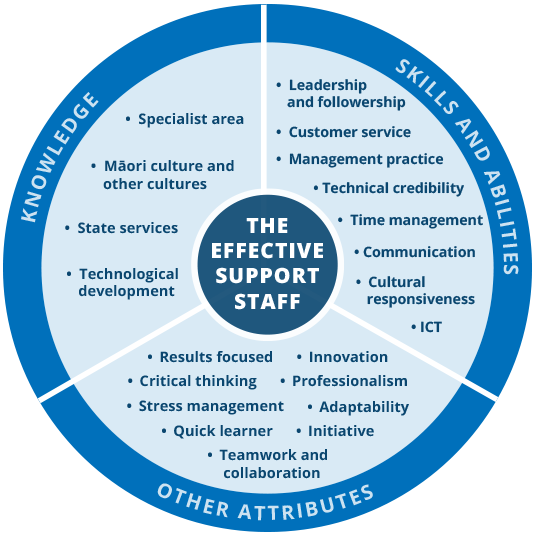 KNOWLEDGE
• Specialist area
• Māori culture and
other cultures
• State services
• Technological
development
SKILLS AND ABILITIES
• Leadership
and followership
• Customer service
• Management practice
• Technical credibility
• Time management
• Communication
• Cultural
responsiveness
• ICT
THE
EFFECTIVE
SUPPORT
STAFF
• Results focused • Innovation
• Critical thinking • Professionalism
• Stress management • Adaptability
• Quick learner • Initiative
• Teamwork and
collaboration
OTHER ATTRIBUTES